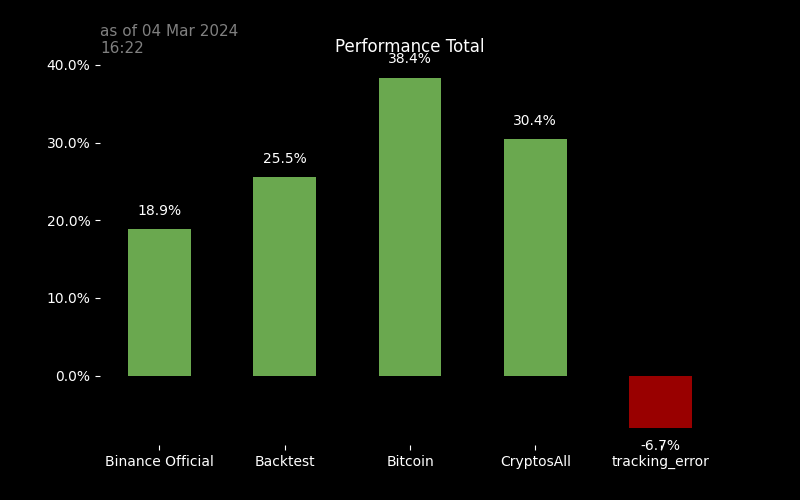 as of 04 Mar 2024
16:22
Performance Total
40.0%
30.0%
20.0%
10.0%
0.0%
18.9%
25.5%
38.4%
30.4%
-6.7%
Binance Official
Backtest
Bitcoin
CryptosAll
tracking_error